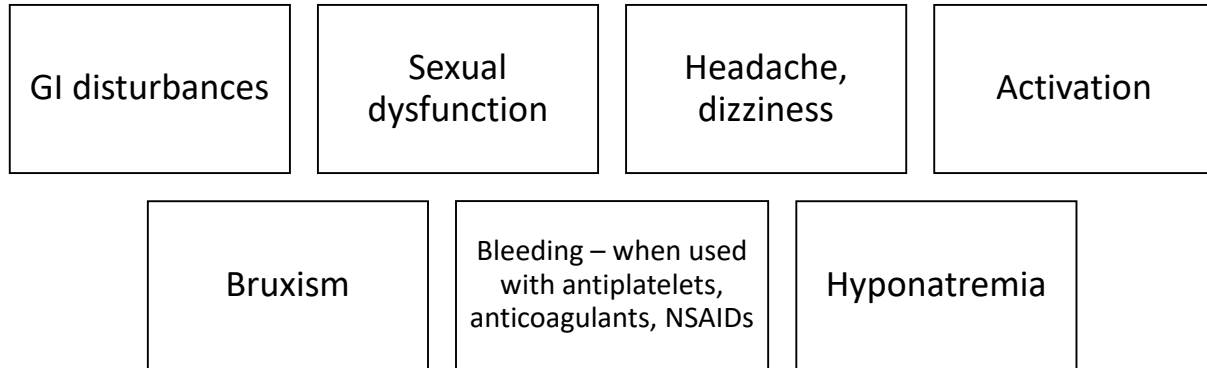 GI disturbances
Sexual
dysfunction
Headache,
dizziness
Activation
Bruxism
Bleeding – when used
with antiplatelets,
anticoagulants, NSAIDs
Hyponatremia